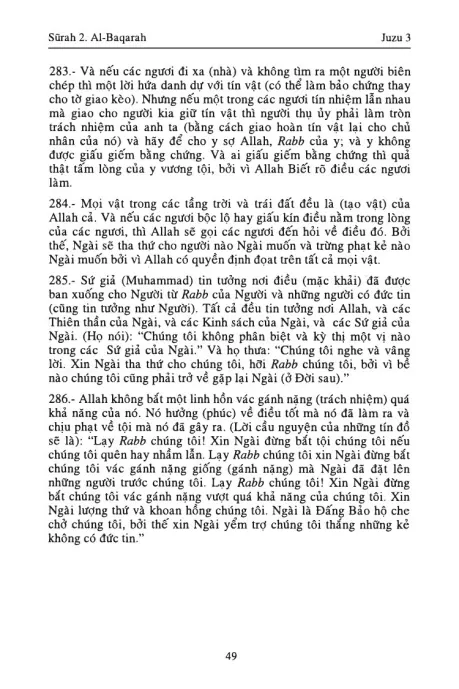 Sūrah 2. Al-Baqarah Juzu 3
283.- Và nếu các ngươi đi xa (nhà) và không tìm ra một người biên
chép thì một lời hứa danh dự với tín vật (có thể làm bảo chứng thay
cho tờ giao kèo). Nhưng nếu một trong các ngươi tín nhiệm lẫn nhau
mà giao cho người kia giữ tín vật thì người thụ ủy phải làm tròn
trách nhiệm của anh ta (bằng cách giao hoàn tín vật lại cho chủ
nhân của nó) và hãy để cho y sợ Allah, Rabb của y; và y không
được giấu giếm bằng chứng. Và ai giấu giếm bằng chứng thì quả
thật tấm lòng của y vương tội, bởi vì Allah Biết rõ điều các ngươi
làm.
284.- Mọi vật trong các tầng trời và trái đất đều là (tạo vật) của
Allah cả. Và nếu các ngươi bộc lộ hay giấu kín điều nằm trong lòng
của các ngươi, thì Allah sẽ gọi các ngươi đến hỏi về điều đó. Bởi
thế, Ngài sẽ tha thứ cho người nào Ngài muốn và trừng phạt kẻ nào
Ngài muốn bởi vì Allah có quyền định đoạt trên tất cả mọi vật.
285.- Sứ giả (Muhammad) tin tưởng nơi điều (mặc khải) đã được
ban xuống cho Người từ Rabb của Người và những người có đức tin
(cũng tin tưởng như Người). Tất cả đều tin tưởng nơi Allah, và các
Thiên thần của Ngài, và các Kinh sách của Ngài, và các Sứ giả của
Ngài. (Họ nói): “Chúng tôi không phân biệt và kỳ thị một vị nào
trong các Sứ giả của Ngài.” Và họ thưa: “Chúng tôi nghe và vâng
lời. Xin Ngài tha thứ cho chúng tôi, hỡi Rabb chúng tôi, bởi vì bề
nào chúng tôi cũng phải trở về gặp lại Ngài (ở Đời sau).”
286.- Allah không bắt một linh hồn vác gánh nặng (trách nhiệm) quá
khả năng của nó. Nó hưởng (phúc) về điều tốt mà nó đã làm ra và
chịu phạt về tội mà nó đã gây ra. (Lời cầu nguyện của những tín đồ
sẽ là): “Lạy Rabb chúng tôi! Xin Ngài đừng bắt tội chúng tôi nếu
chúng tôi quên hay nhầm lẫn. Lạy Rabb chúng tôi xin Ngài đừng bắt
chúng tôi vác gánh nặng giống (gánh nặng) mà Ngài đã đặt lên
những người trước chúng tôi. Lạy Rabb chúng tôi! Xin Ngài đừng
bắt chúng tôi vác gánh nặng vượt quá khả năng của chúng tôi. Xin
Ngài lượng thứ và khoan hồng chúng tôi. Ngài là Đấng Bảo hộ che
chở chúng tôi, bởi thế xin Ngài yểm trợ chúng tôi thắng những kẻ
không có đức tin.”
49